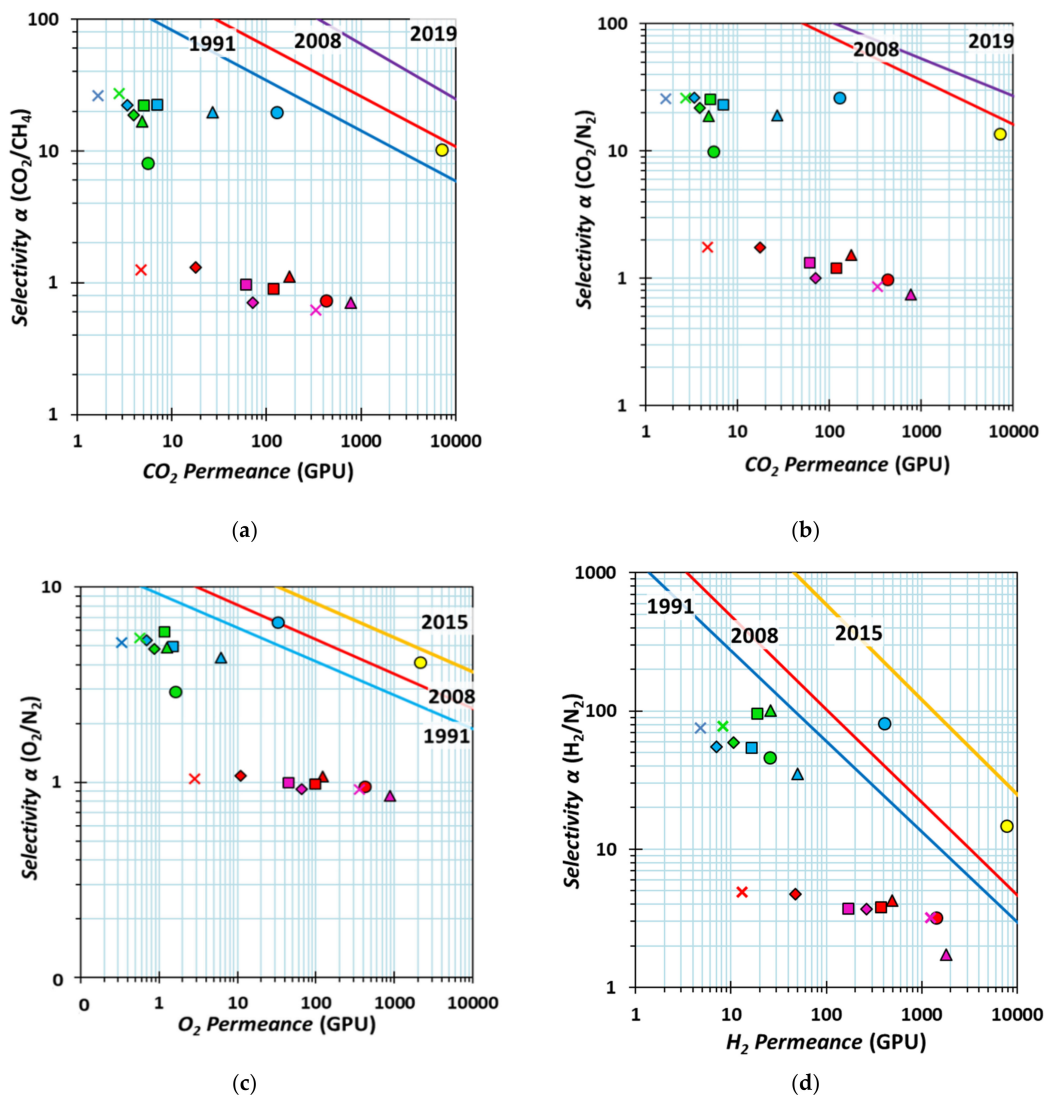 100
10
1
1
Selectivity α (CO₂/CH₄)
1991
2008
2019
1 10 100 1000 10000
CO₂ Permeance (GPU)
(a)
100
10
1
1
Selectivity α (CO₂/N₂)
2008
2019
1 10 100 1000 10000
CO₂ Permeance (GPU)
(b)
10
1
0
Selectivity α (O₂/N₂)
2015
2008
1991
0 1 10 100 1000 10000
O₂ Permeance (GPU)
(c)
1000
100
10
1
Selectivity α (H₂/N₂)
1991
2008
2015
1 10 100 1000 10000
H₂ Permeance (GPU)
(d)